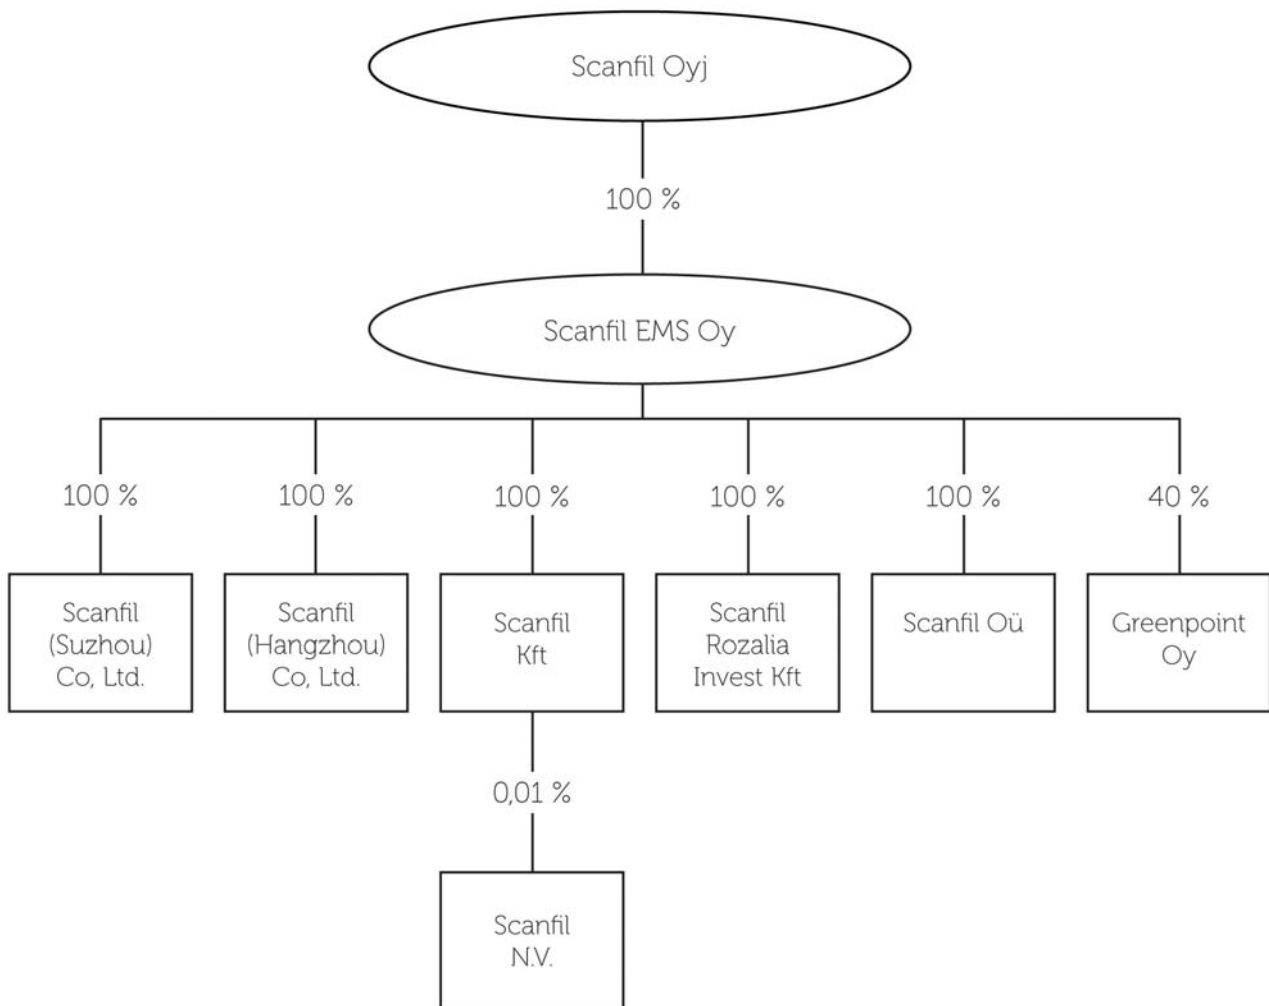 Scanfil Oyj
100 %
Scanfil EMS Oy
100 %
100 %
100 %
100 %
100 %
40 %
Scanfil
(Suzhou)
Co, Ltd.
Scanfil
(Hangzhou)
Co, Ltd.
Scanfil
Kft
Scanfil
Rozalia
Invest Kft
Scanfil Oü
Greenpoint
Oy
0,01 %
Scanfil
N.V.